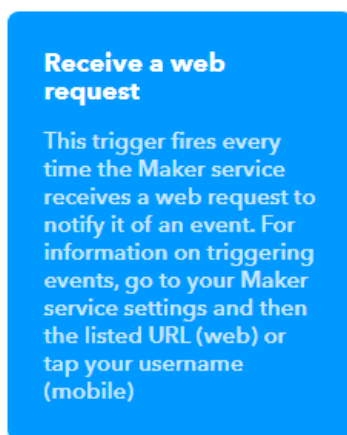 Receive a web
request
This trigger fires every
time the Maker service
receives a web request to
notify it of an event. For
information on triggering
events, go to your Maker
service settings and then
the listed URL (web) or
tap your username
(mobile)